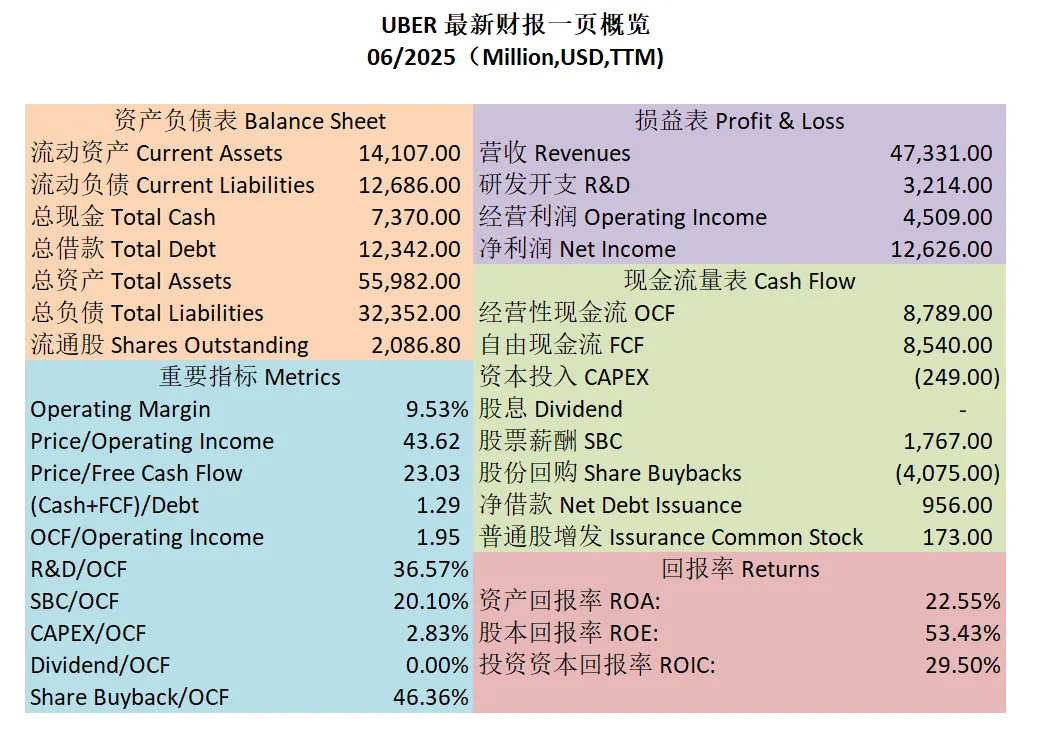 UBER 最新财报一页概览
06/2025（Million,USD,TTM)
资产负债表 Balance Sheet
流动资产 Current Assets 14,107.00
流动负债 Current Liabilities 12,686.00
总现金 Total Cash 7,370.00
总借款 Total Debt 12,342.00
总资产 Total Assets 55,982.00
总负债 Total Liabilities 32,352.00
流通股 Shares Outstanding 2,086.80
重要指标 Metrics
Operating Margin 9.53%
Price/Operating Income 43.62
Price/Free Cash Flow 23.03
(Cash+FCF)/Debt 1.29
OCF/Operating Income 1.95
R&D/OCF 36.57%
SBC/OCF 20.10%
CAPEX/OCF 2.83%
Dividend/OCF 0.00%
Share Buyback/OCF 46.36%
损益表 Profit & Loss
营收 Revenues 47,331.00
研发开支 R&D 3,214.00
经营利润 Operating Income 4,509.00
净利润 Net Income 12,626.00
现金流量表 Cash Flow
经营性现金流 OCF 8,789.00
自由现金流 FCF 8,540.00
资本投入 CAPEX (249.00)
股息 Dividend -
股票薪酬 SBC 1,767.00
股份回购 Share Buybacks (4,075.00)
净借款 Net Debt Issuance 956.00
普通股增发 Issurance Common Stock 173.00
回报率 Returns
资产回报率 ROA: 22.55%
股本回报率 ROE: 53.43%
投资资本回报率 ROIC: 29.50%